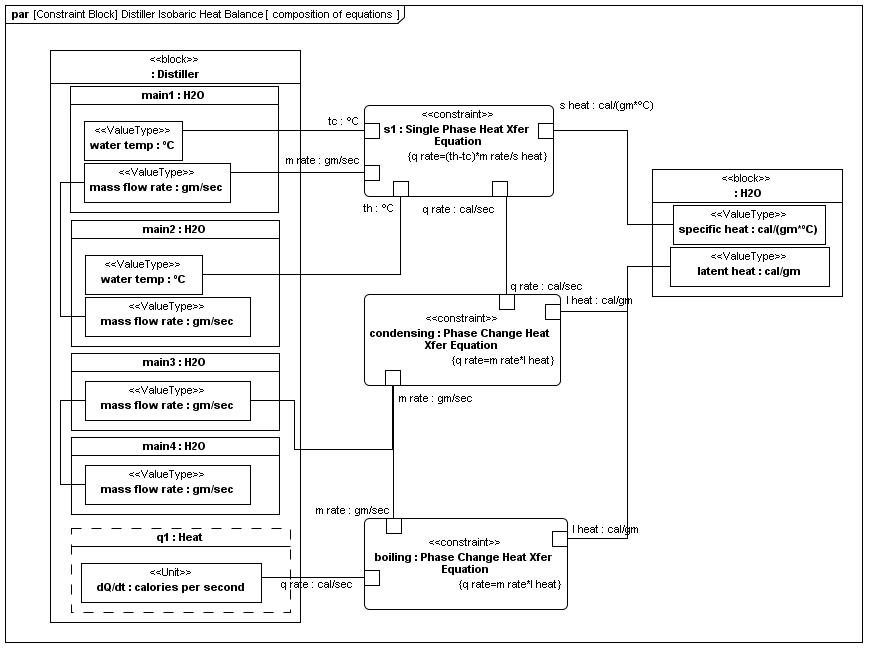 par [Constraint Block] Distiller Isobaric Heat Balance[ composition of equations ]
<<block>>
: Distiller
main1 : H2O
<<ValueType>>
water temp : ºC
<<ValueType>>
mass flow rate : gm/sec
main2 : H2O
<<ValueType>>
water temp : ºC
<<ValueType>>
mass flow rate : gm/sec
main3 : H2O
<<ValueType>>
mass flow rate : gm/sec
main4 : H2O
<<ValueType>>
mass flow rate : gm/sec
q1 : Heat
<<Unit>>
dQ/dt : calories per second
tc : ºC
m rate : gm/sec
<<constraint>>
s1 : Single Phase Heat Xfer
Equation
{q rate=(th-tc)*m rate/s heat}
s heat : cal/(gm*ºC)
th : ºC
q rate : cal/sec
q rate : cal/sec
l heat : cal/gm
<<constraint>>
condensing : Phase Change Heat
Xfer Equation
{q rate=m rate*l heat}
m rate : gm/sec
m rate : gm/sec
l heat : cal/gm
<<constraint>>
boiling : Phase Change Heat Xfer
Equation
{q rate=m rate*l heat}
q rate : cal/sec
<<block>>
: H2O
<<ValueType>>
specific heat : cal/(gm*ºC)
<<ValueType>>
latent heat : cal/gm